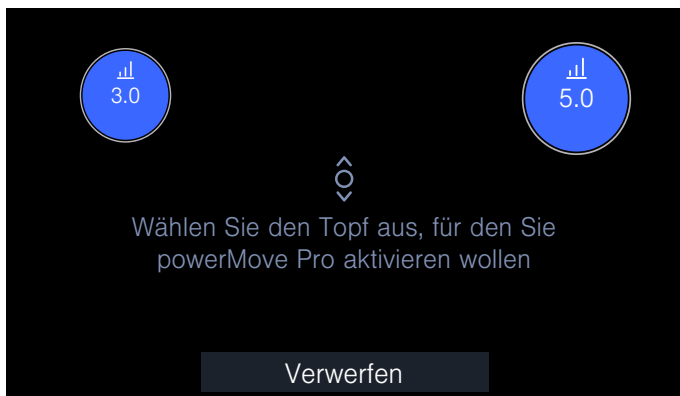 3.0
5.0
Wählen Sie den Topf aus, für den Sie
powerMove Pro aktivieren wollen
Verwerfen